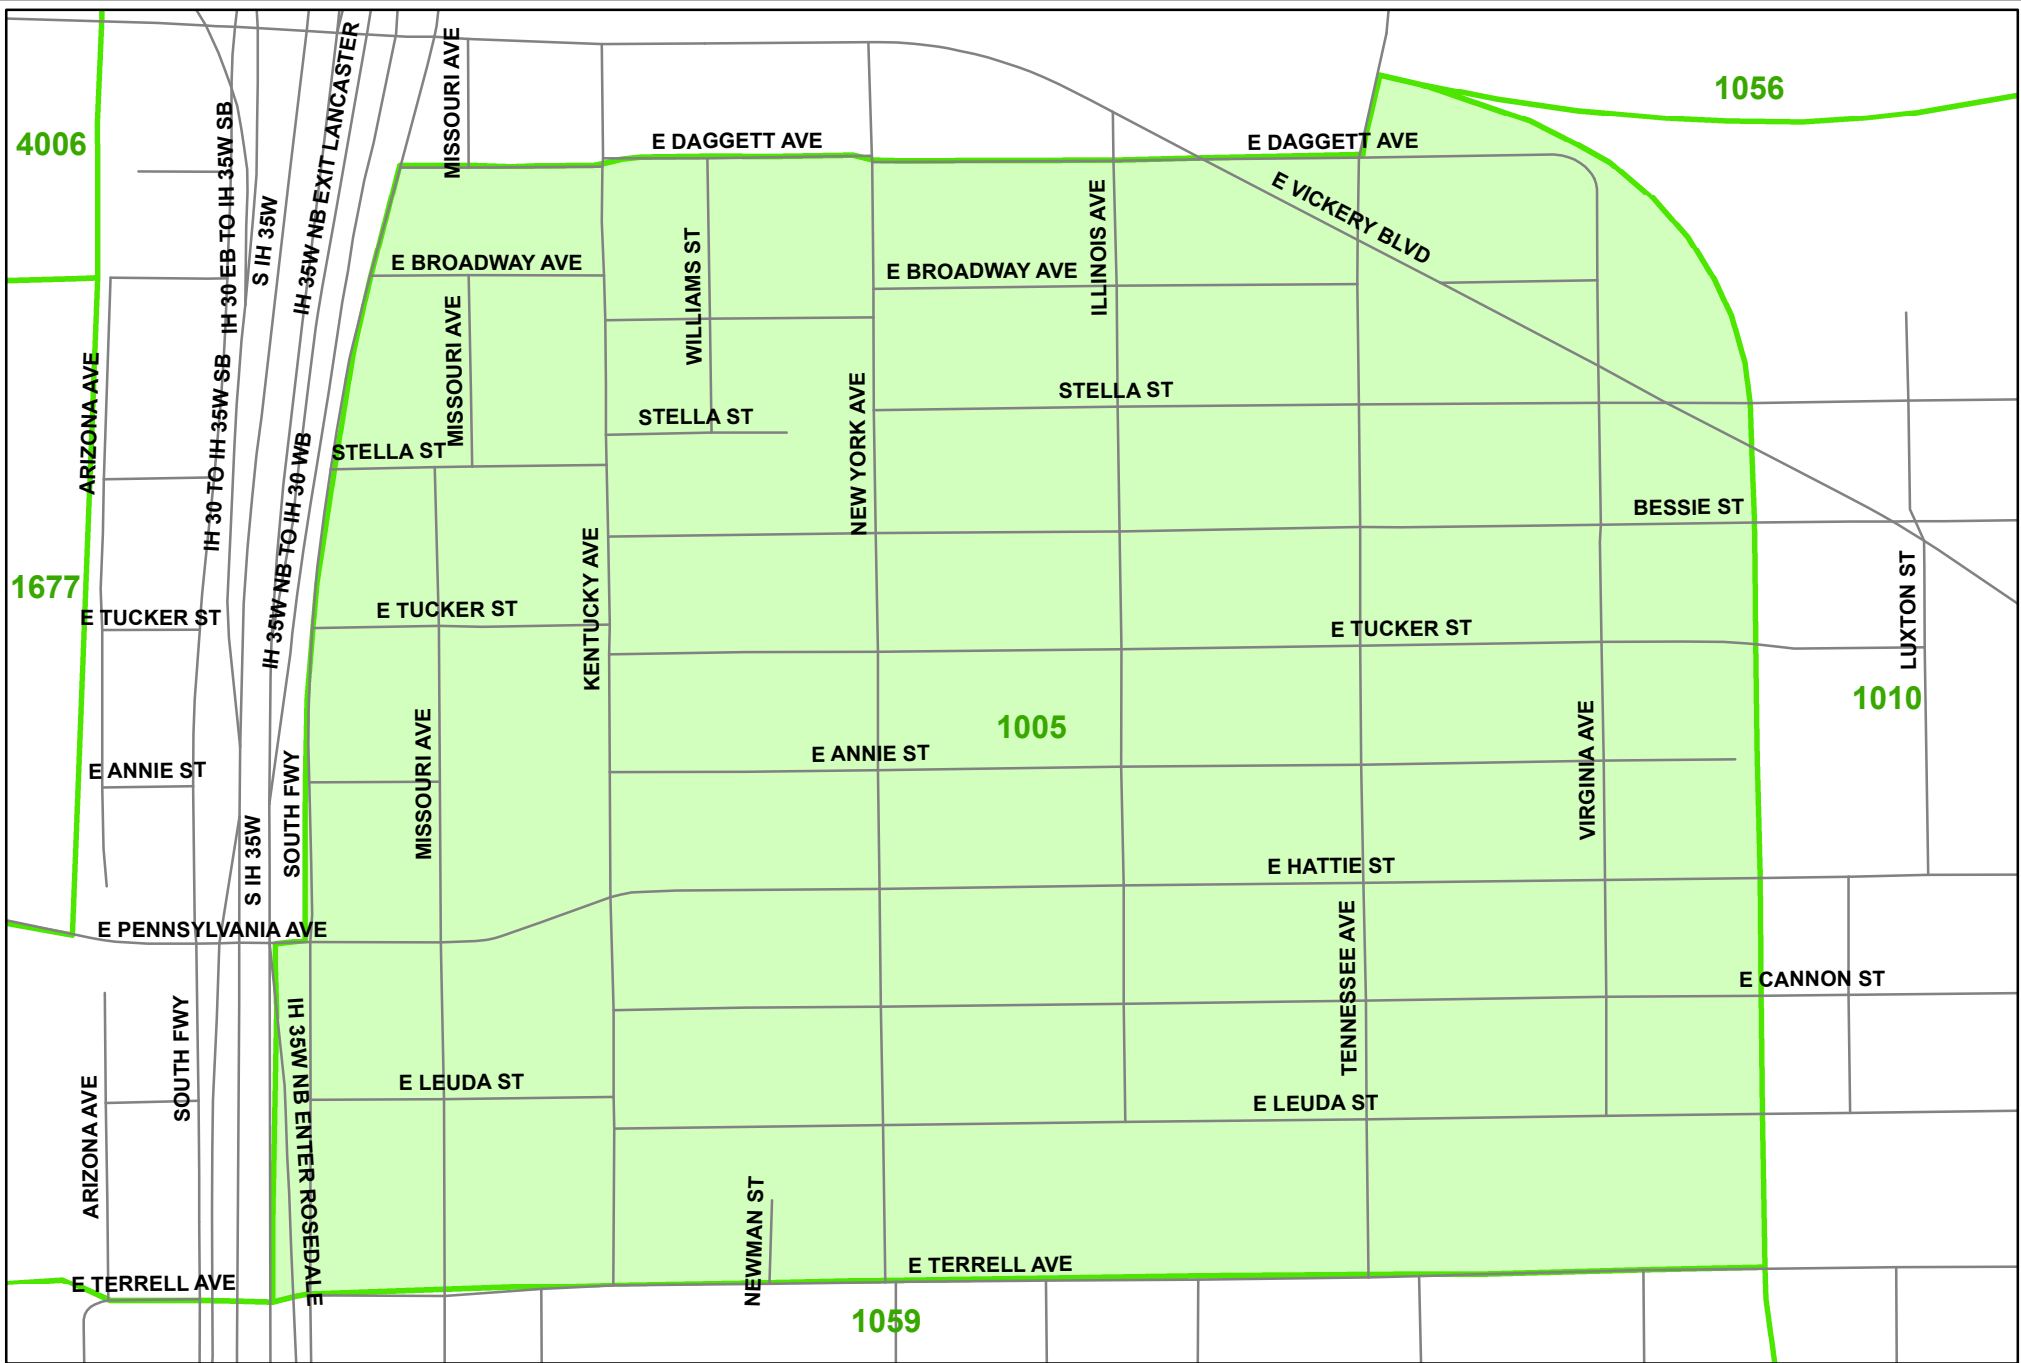 MISSOURI AVE
IH 35W NB EXIT LANCASTER
1056
4006
E DAGGETT AVE
E DAGGETT AVE
IH 30 EB TO IH 35W SB
S IH 35W
E VICKERY BLVD
ILLINOIS AVE
WILLIAMS ST
E BROADWAY AVE
E BROADWAY AVE
MISSOURI AVE
ARIZONA AVE
IH 30 TO IH 35W SB
STELLA ST
STELLA ST
STELLA ST
NEW YORK AVE
IH 35W NB TO IH 30 WB
BESSIE ST
KENTUCKY AVE
LUXTON ST
1677
E TUCKER ST
E TUCKER ST
E TUCKER ST
1010
1005
MISSOURI AVE
VIRGINIA AVE
E ANNIE ST
E ANNIE ST
SOUTH FWY
S IH 35W
E HATTIE ST
E PENNSYLVANIA AVE
TENNESSEE AVE
E CANNON ST
SOUTH FWY
IH 35W NB ENTER ROSEDALE
E LEUDA ST
E LEUDA ST
ARIZONA AVE
NEWMAN ST
E TERRELL AVE
E TERRELL AVE
1059